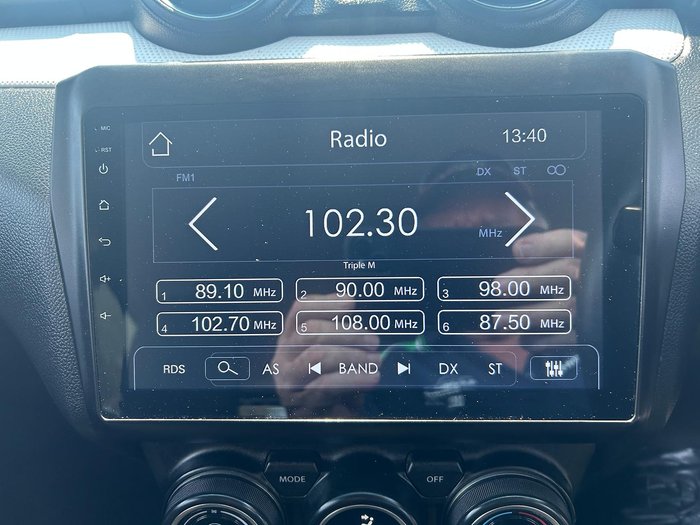 MIC
RST
Radio 13:40
FM1 DX ST
102.30 MHz
Triple M
1 89.10 MHz 2 90.00 MHz 3 98.00 MHz
4 102.70 MHz 5 108.00 MHz 6 87.50 MHz
RDS AS BAND DX ST
MODE OFF